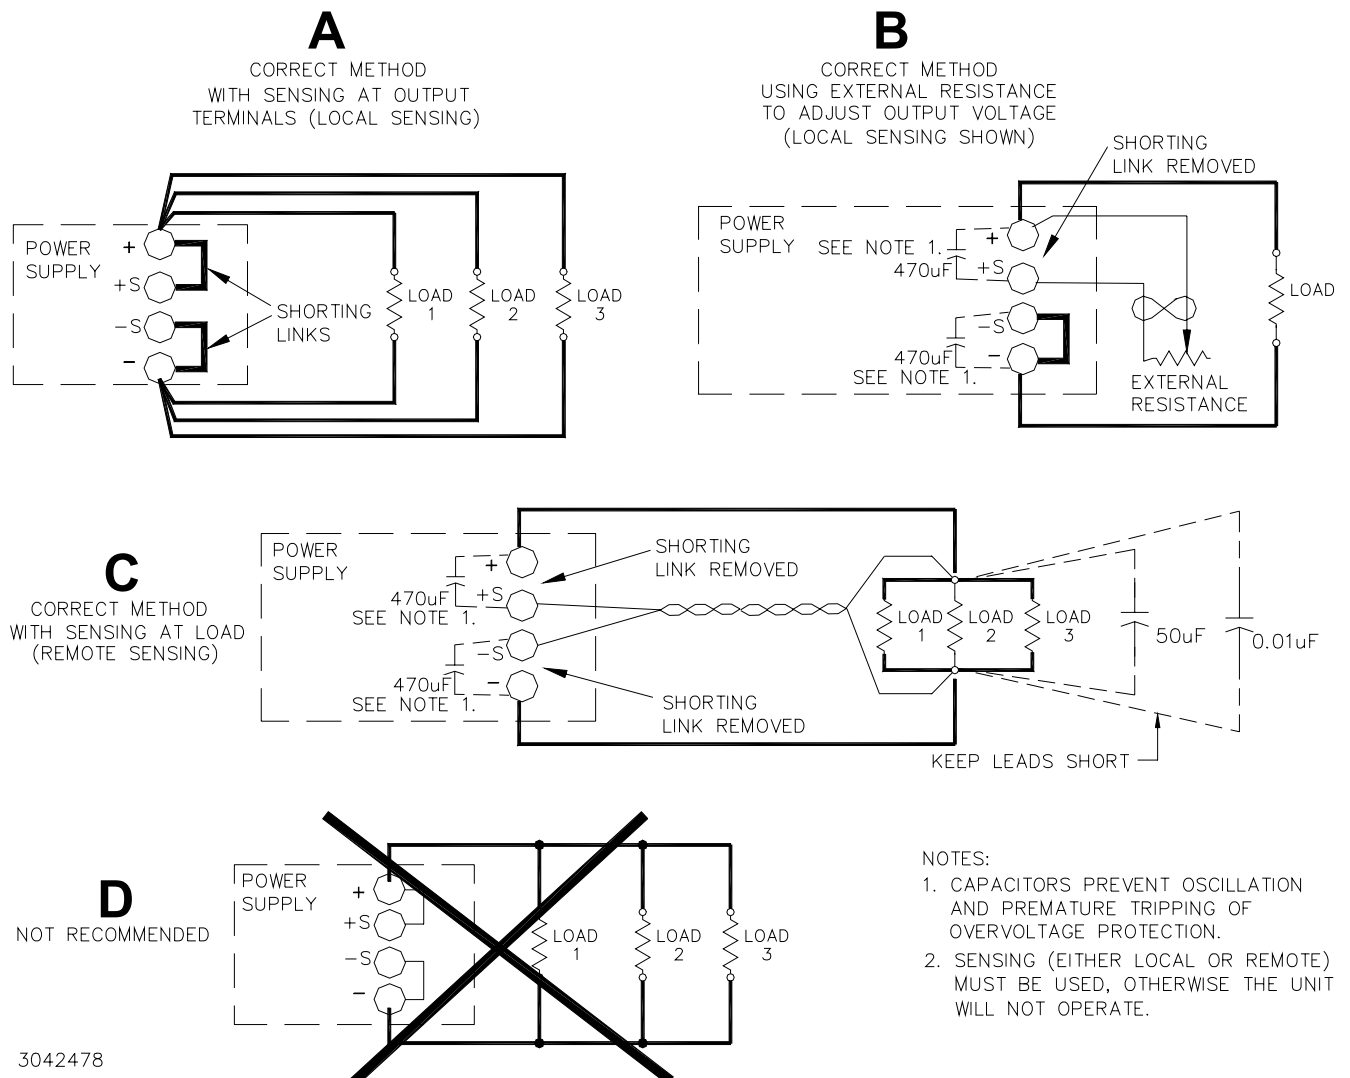 A
CORRECT METHOD
WITH SENSING AT OUTPUT
TERMINALS (LOCAL SENSING)
POWER
SUPPLY
+
+S
-S
-
SHORTING
LINKS
LOAD
1
LOAD
2
LOAD
3
B
CORRECT METHOD
USING EXTERNAL RESISTANCE
TO ADJUST OUTPUT VOLTAGE
(LOCAL SENSING SHOWN)
SHORTING
LINK REMOVED
POWER
SUPPLY
SEE NOTE 1.
470uF
+
+S
-S
-
470uF
SEE NOTE 1.
LOAD
EXTERNAL
RESISTANCE
C
CORRECT METHOD
WITH SENSING AT LOAD
(REMOTE SENSING)
POWER
SUPPLY
+
470uF
+S
SEE NOTE 1.
-S
470uF
-
SEE NOTE 1.
SHORTING
LINK REMOVED
SHORTING
LINK REMOVED
LOAD
1
LOAD
2
LOAD
3
50uF
0.01uF
KEEP LEADS SHORT
D
NOT RECOMMENDED
POWER
SUPPLY
+
+S
-S
-
LOAD
1
LOAD
2
LOAD
3
NOTES:
1. CAPACITORS PREVENT OSCILLATION
AND PREMATURE TRIPPING OF
OVERVOLTAGE PROTECTION.
2. SENSING (EITHER LOCAL OR REMOTE)
MUST BE USED, OTHERWISE THE UNIT
WILL NOT OPERATE.
3042478